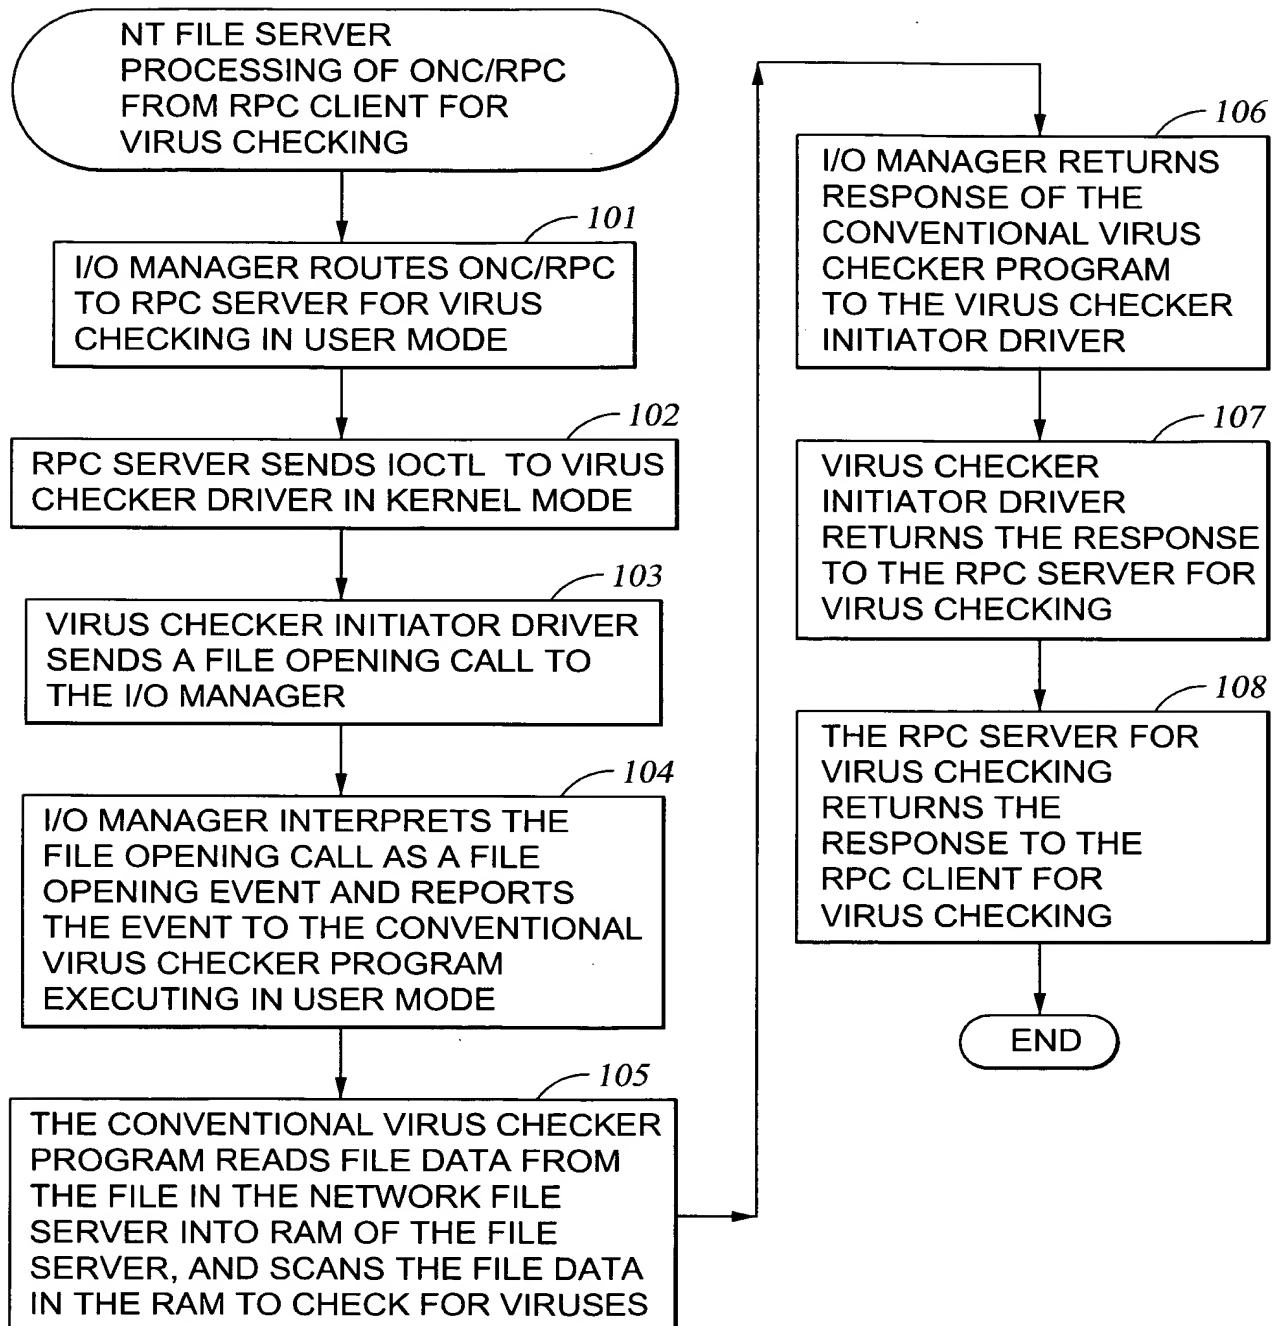 NT FILE SERVER
PROCESSING OF ONC/RPC
FROM RPC CLIENT FOR
VIRUS CHECKING
101
I/O MANAGER ROUTES ONC/RPC
TO RPC SERVER FOR VIRUS
CHECKING IN USER MODE
102
RPC SERVER SENDS IOCTL TO VIRUS
CHECKER DRIVER IN KERNEL MODE
103
VIRUS CHECKER INITIATOR DRIVER
SENDS A FILE OPENING CALL TO
THE I/O MANAGER
104
I/O MANAGER INTERPRETS THE
FILE OPENING CALL AS A FILE
OPENING EVENT AND REPORTS
THE EVENT TO THE CONVENTIONAL
VIRUS CHECKER PROGRAM
EXECUTING IN USER MODE
105
THE CONVENTIONAL VIRUS CHECKER
PROGRAM READS FILE DATA FROM
THE FILE IN THE NETWORK FILE
SERVER INTO RAM OF THE FILE
SERVER, AND SCANS THE FILE DATA
IN THE RAM TO CHECK FOR VIRUSES
106
I/O MANAGER RETURNS
RESPONSE OF THE
CONVENTIONAL VIRUS
CHECKER PROGRAM
TO THE VIRUS CHECKER
INITIATOR DRIVER
107
VIRUS CHECKER
INITIATOR DRIVER
RETURNS THE RESPONSE
TO THE RPC SERVER FOR
VIRUS CHECKING
108
THE RPC SERVER FOR
VIRUS CHECKING
RETURNS THE
RESPONSE TO THE
RPC CLIENT FOR
VIRUS CHECKING
END